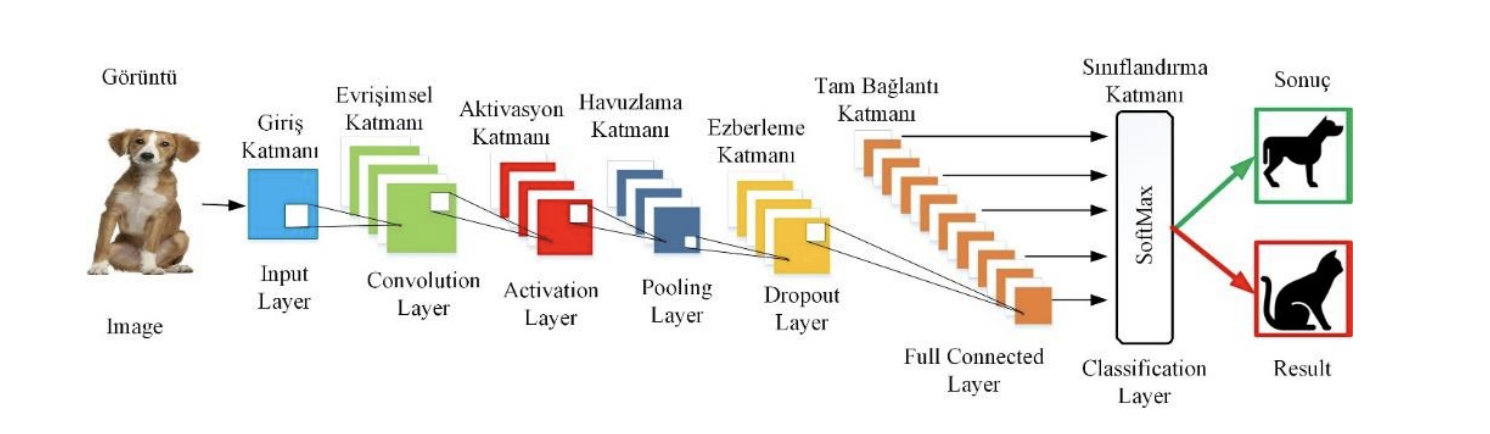 Görüntü
Image
Giriş
Katmanı
Input
Layer
Evrişimsel
Katmanı
Convolution
Layer
Aktivasyon
Katmanı
Activation
Layer
Havuzlama
Katmanı
Pooling
Layer
Ezberleme
Katmanı
Dropout
Layer
Tam Bağlantı
Katmanı
Full Connected
Layer
Sınıflandırma
Katmanı
SoftMax
Classification
Layer
Sonuç
Result